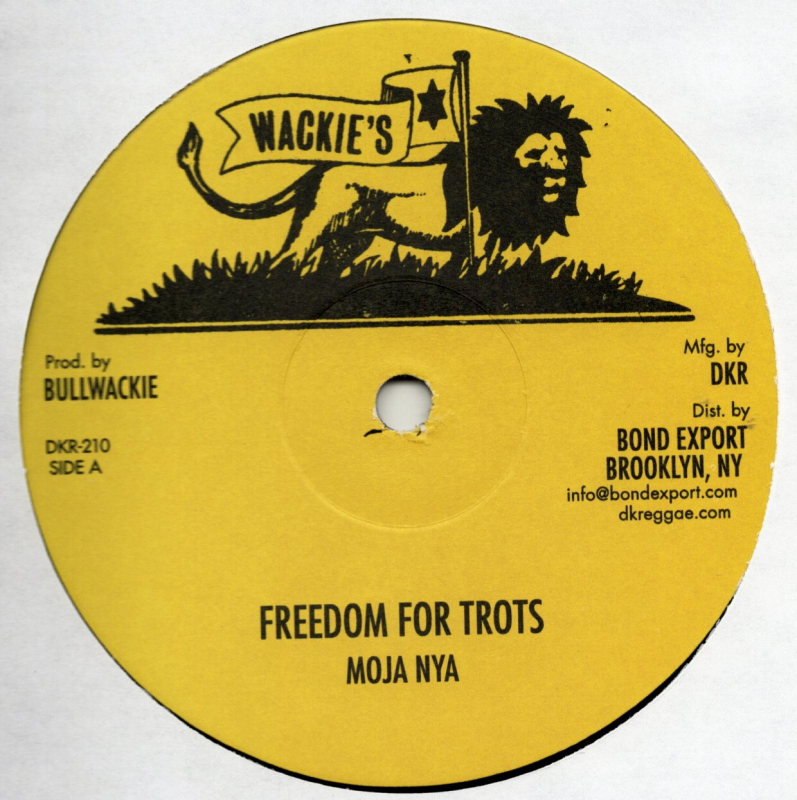 WACKIE'S
Prod. by
BULLWACKIE
DKR-210
SIDE A
Mfg. by
DKR
Dist. by
BOND EXPORT
BROOKLYN, NY
info@bondexport.com
dkreggae.com
FREEDOM FOR TROTS
MOJA NYA